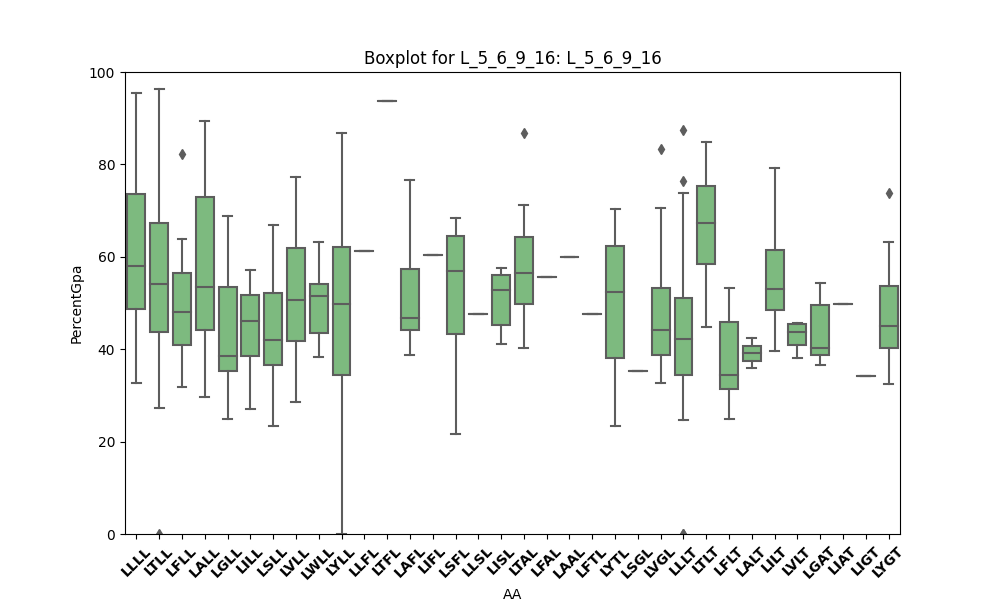 Boxplot for L_5_6_9_16: L_5_6_9_16
100
80
60
40
20
0
PercentGpa
LLLL LTLL LFLL LALL LGLL LILL LSLL LVLL LWLL LYLL LLFL LTFL LAFL LIFL LSFL LLSL LISL LTAL LFAL LAAL LFTL LYTL LSGL LVGL LLLT LTLT LFLT LALT LILT LVLT LGAT LIAT LIGT LYGT
AA